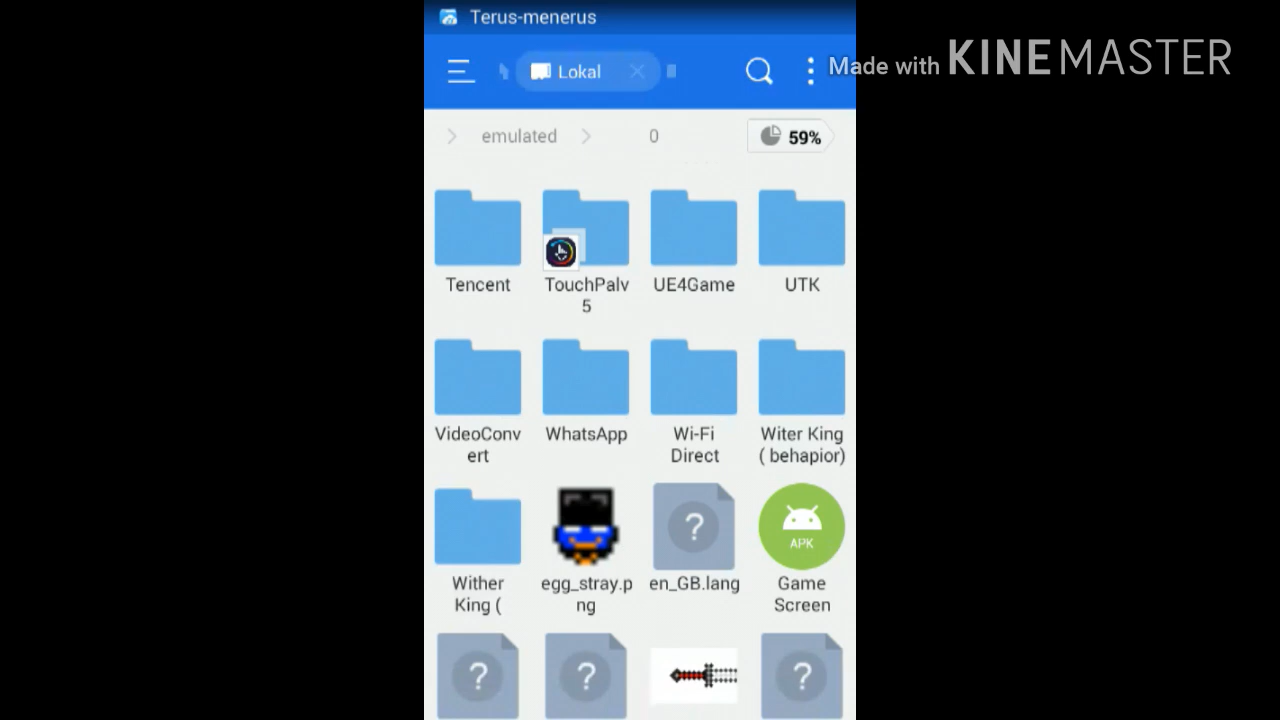 Terus-menerus
Lokal
Made with KINEMASTER
emulated
0
59%
Tencent
TouchPalv
5
UE4Game
UTK
VideoConv
ert
WhatsApp
Wi-Fi
Direct
Witer King
( behapior)
Wither
King (
egg_stray.p
ng
en_GB.lang
APK
Game
Screen